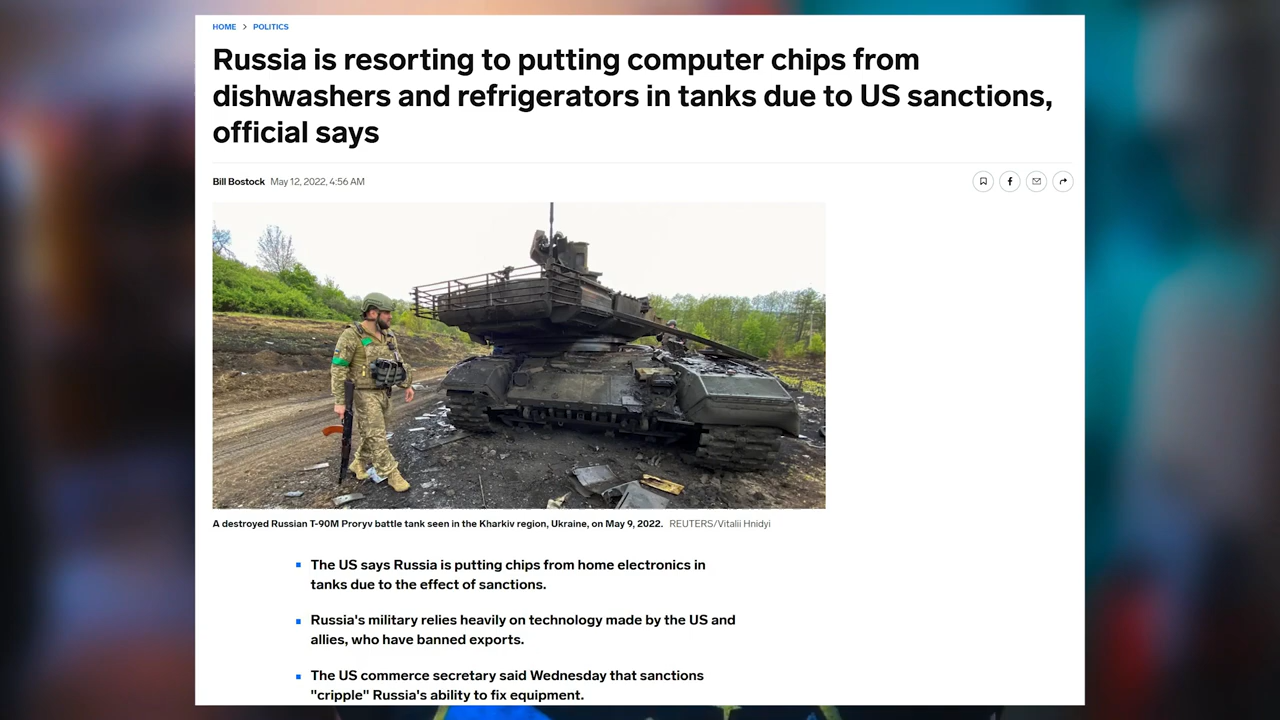 HOME > POLITICS
Russia is resorting to putting computer chips from
dishwashers and refrigerators in tanks due to US sanctions,
official says
Bill Bostock May 12, 2022, 4:56 AM
A destroyed Russian T-90M Proryv battle tank seen in the Kharkiv region, Ukraine, on May 9, 2022. REUTERS/Vitalii Hnidyi
The US says Russia is putting chips from home electronics in
tanks due to the effect of sanctions.
Russia's military relies heavily on technology made by the US and
allies, who have banned exports.
The US commerce secretary said Wednesday that sanctions
"cripple" Russia's ability to fix equipment.